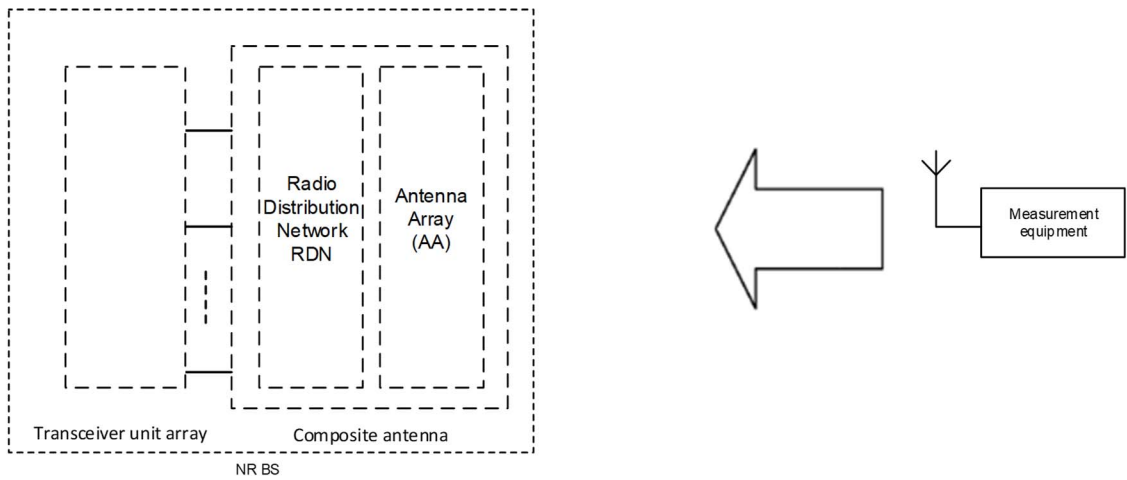 Radio
Distribution
Network
RDN
Antenna
Array
(AA)
Measurement
equipment
Transceiver unit array
Composite antenna
NR BS